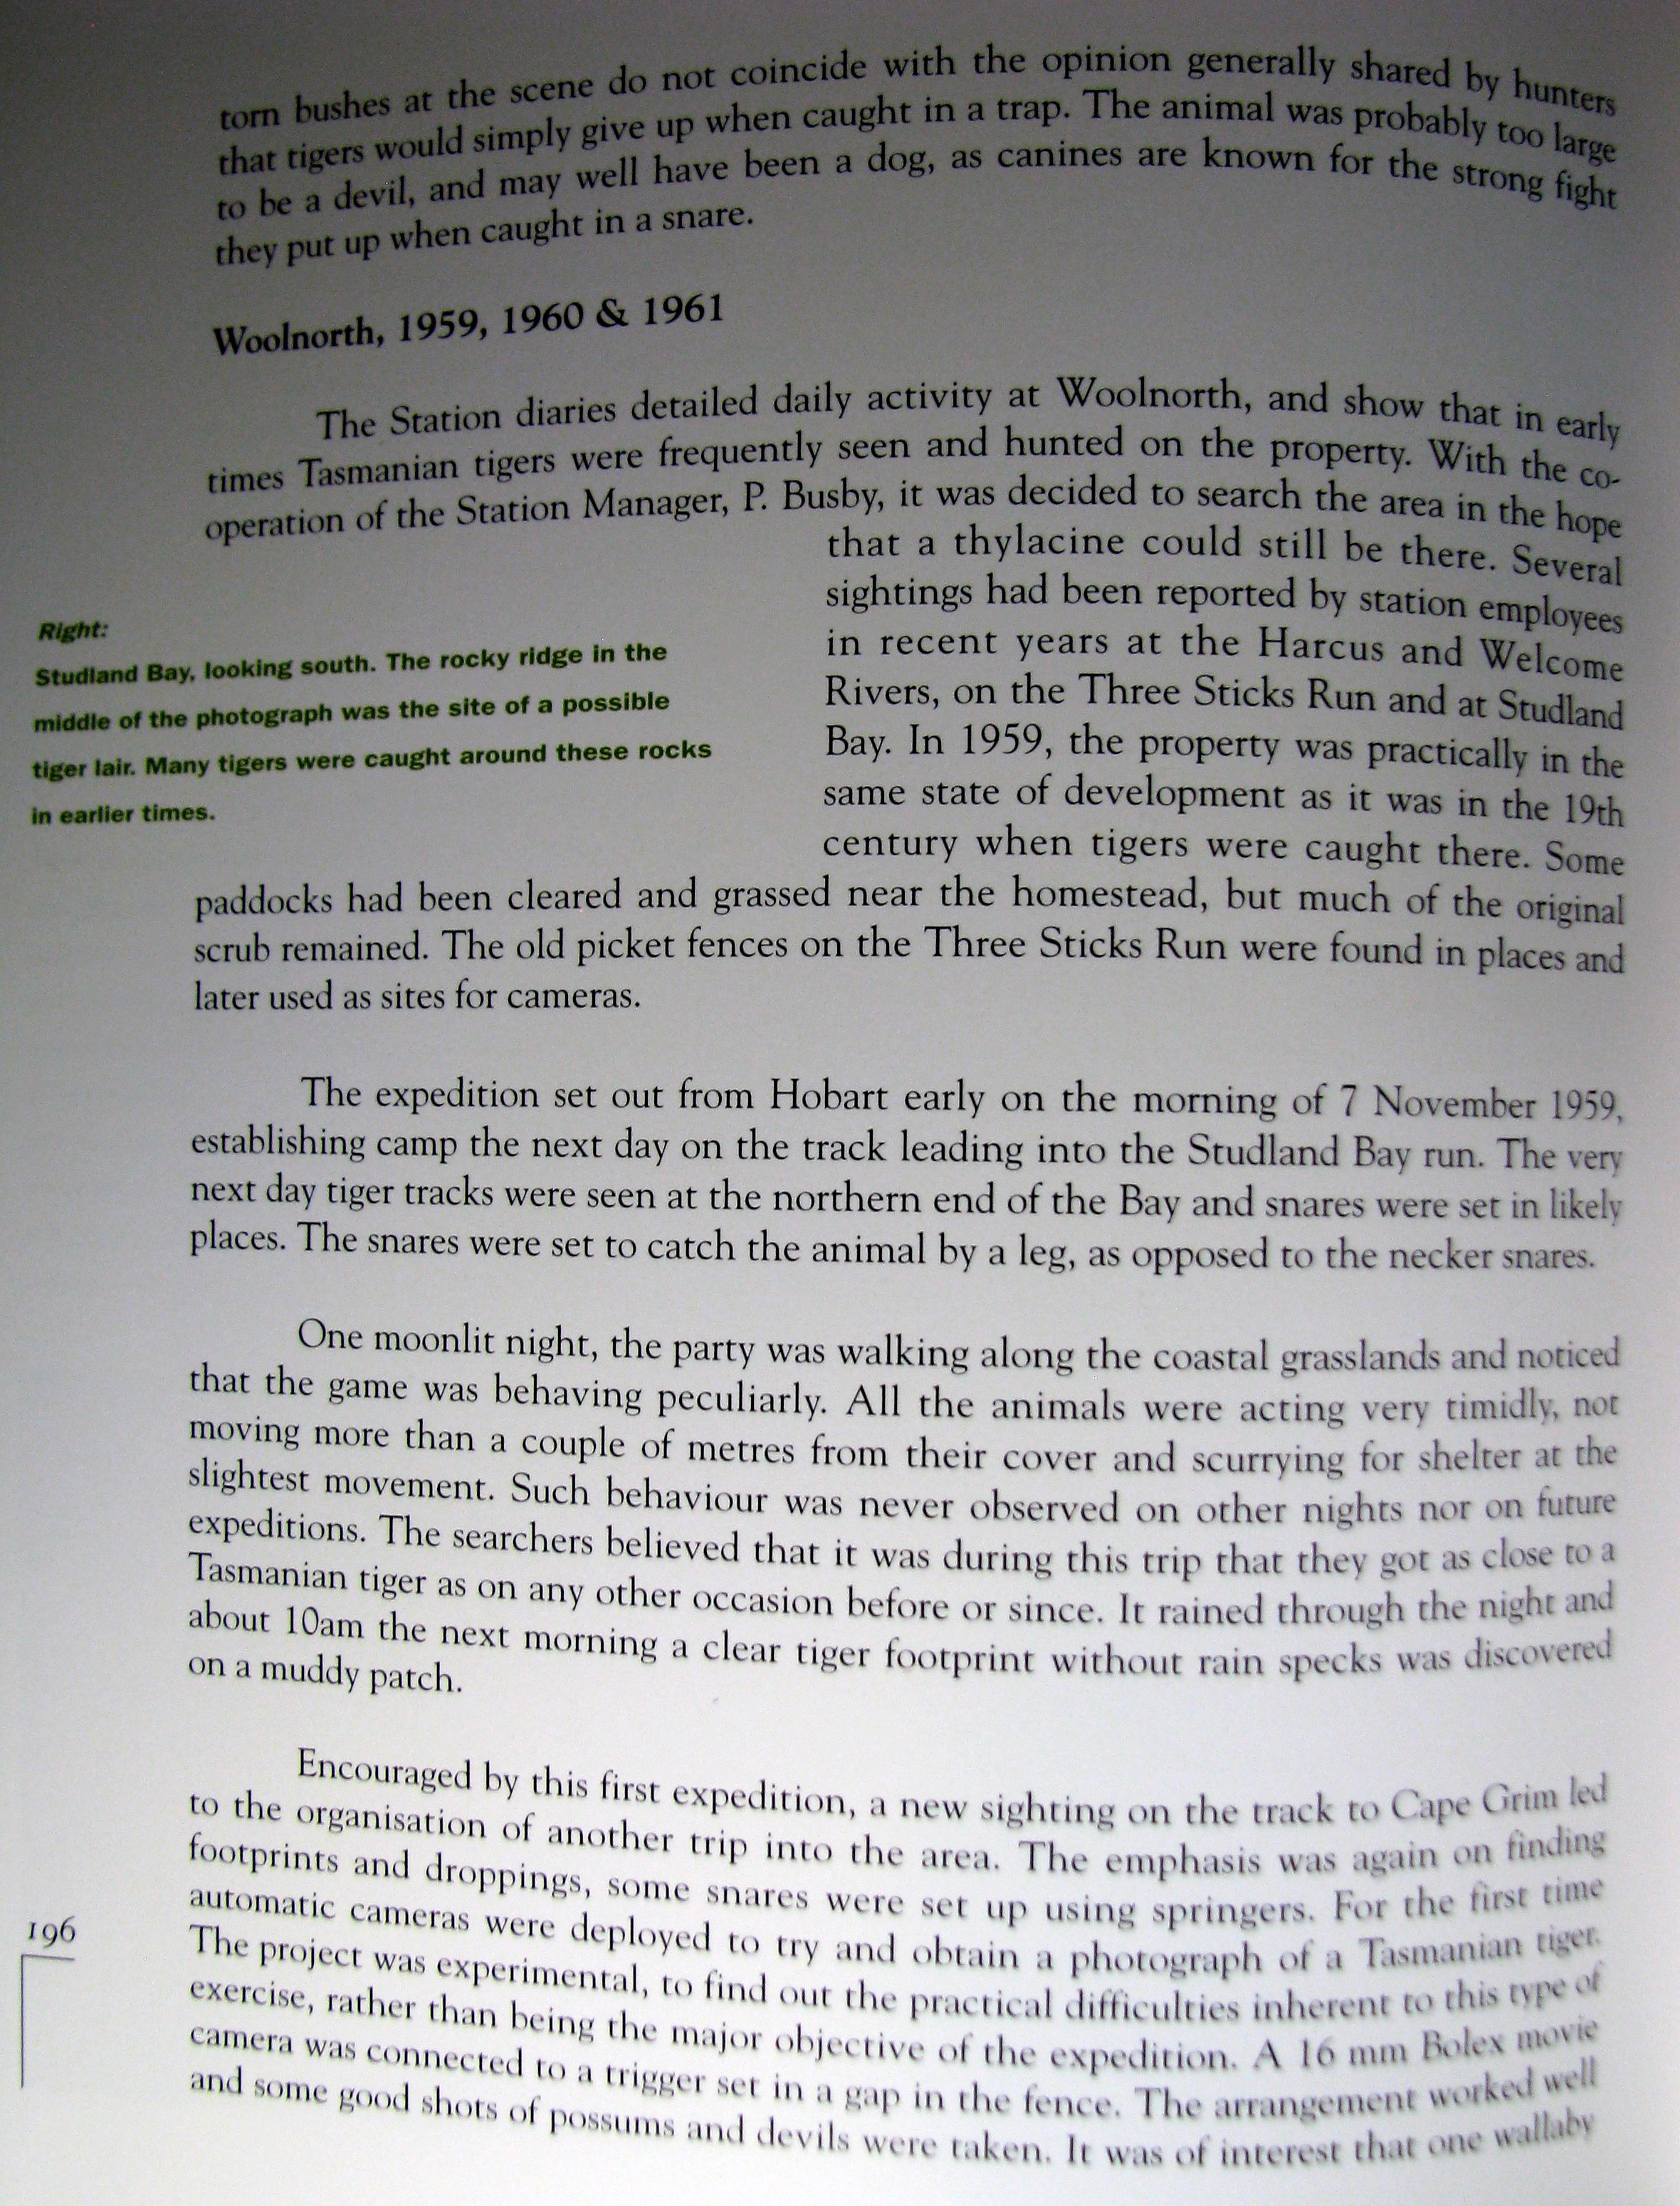 torn bushes at the scene do not coincide with the opinion generally shared by hunters
that tigers would simply give up when caught in a trap. The animal was probably too large
to be a devil, and may well have been a dog, as canines are known for the strong fight
they put up when caught in a snare.
Woolnorth, 1959, 1960 & 1961
The Station diaries detailed daily activity at Woolnorth, and show that in early
times Tasmanian tigers were frequently seen and hunted on the property. With the co-
operation of the Station Manager, P. Busby, it was decided to search the area in the hope
that a thylacine could still be there. Several
sightings had been reported by station employees
in recent years at the Harcus and Welcome
Rivers, on the Three Sticks Run and at Studland
Bay. In 1959, the property was practically in the
same state of development as it was in the 19th
century when tigers were caught there. Some
Right:
Studland Bay, looking south. The rocky ridge in the
middle of the photograph was the site of a possible
tiger lair. Many tigers were caught around these rocks
in earlier times.
paddocks had been cleared and grassed near the homestead, but much of the original
scrub remained. The old picket fences on the Three Sticks Run were found in places and
later used as sites for cameras.
The expedition set out from Hobart early on the morning of 7 November 1959,
establishing camp the next day on the track leading into the Studland Bay run. The very
next day tiger tracks were seen at the northern end of the Bay and snares were set in likely
places. The snares were set to catch the animal by a leg, as opposed to the necker snares.
One moonlit night, the party was walking along the coastal grasslands and noticed
that the game was behaving peculiarly. All the animals were acting very timidly, not
moving more than a couple of metres from their cover and scurrying for shelter at the
slightest movement. Such behaviour was never observed on other nights nor on future
expeditions. The searchers believed that it was during this trip that they got as close to a
Tasmanian tiger as on any other occasion before or since. It rained through the night and
about 10am the next morning a clear tiger footprint without rain specks was discovered
on a muddy patch.
Encouraged by this first expedition, a new sighting on the track to Cape Grim led
to the organisation of another trip into the area. The emphasis was again on finding
footprints and droppings, some snares were set up using springers. For the first time
automatic cameras were deployed to try and obtain a photograph of a Tasmanian tiger.
The project was experimental, to find out the practical difficulties inherent to this type of
exercise, rather than being the major objective of the expedition. A 16 mm Bolex movie
camera was connected to a trigger set in a gap in the fence. The arrangement worked well
and some good shots of possums and devils were taken. It was of interest that one wallaby
196